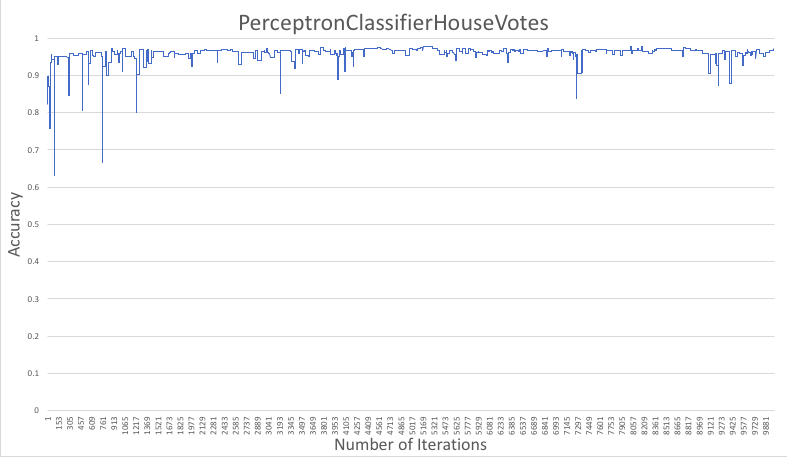 PerceptronClassifierHouseVotes
Accuracy
1
0.9
0.8
0.7
0.6
0.5
0.4
0.3
0.2
0.1
0
1 153 305 457 609 761 913 1065 1217 1369 1521 1673 1825 1977 2129 2281 2433 2585 2737 2889 3041 3193 3345 3497 3649 3801 3953 4105 4257 4409 4561 4713 4865 5017 5169 5321 5473 5625 5777 5929 6081 6233 6385 6537 6689 6841 6993 7145 7297 7449 7601 7753 7905 8057 8209 8361 8513 8665 8817 8969 9121 9273 9425 9577 9729 9881
Number of Iterations